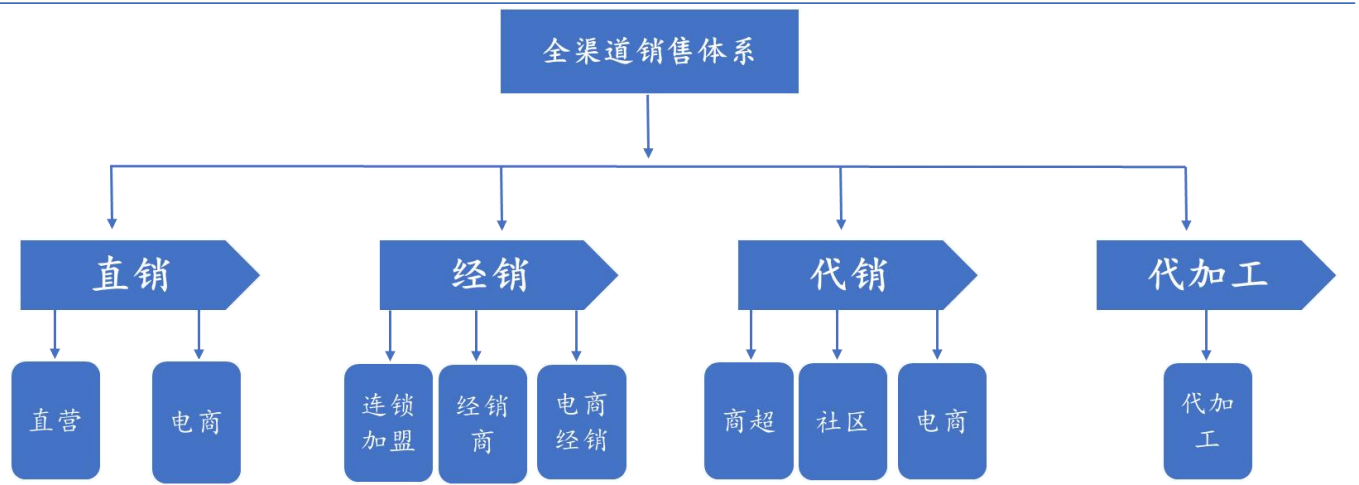 全渠道销售体系
直销
经销
代销
代加工
直营
电商
连锁
加盟
经销
商
电商
经销
商超
社区
电商
代加
工